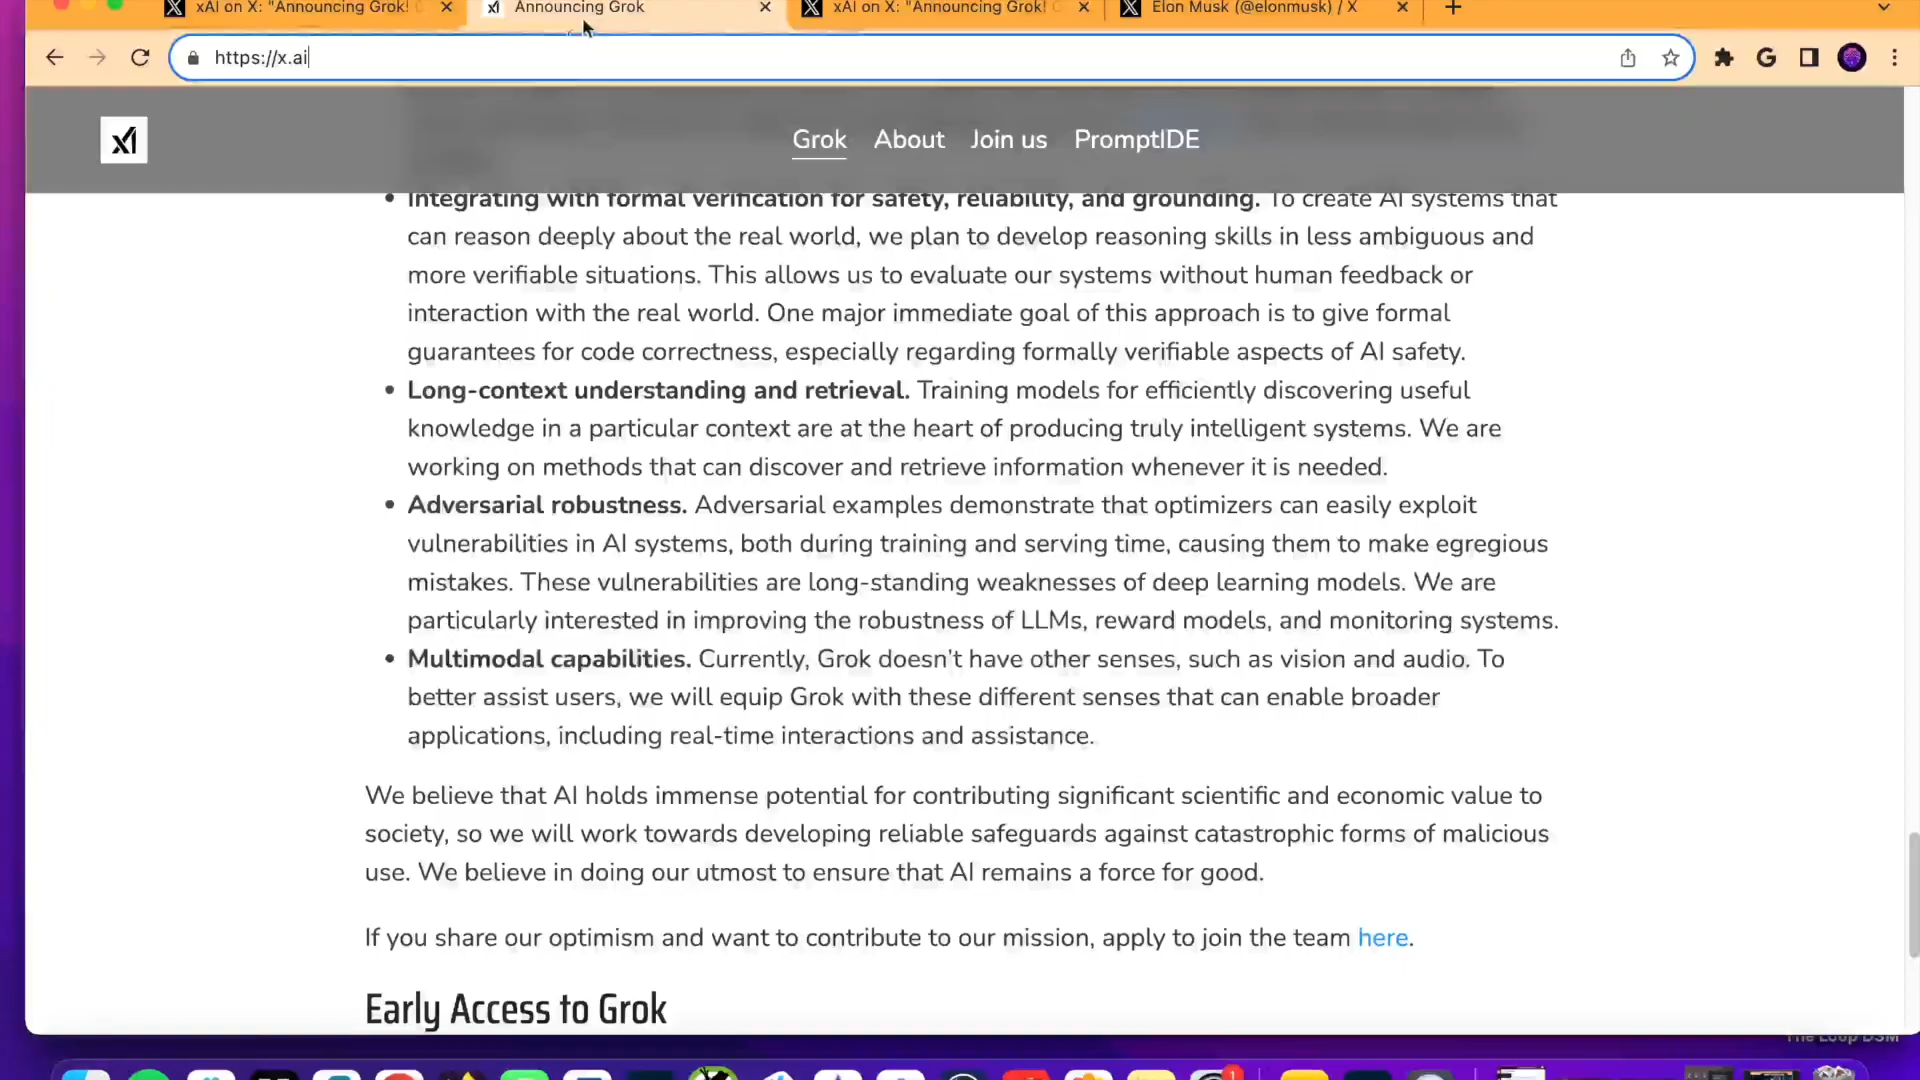 xAI on X: "Announcing Grok!
Announcing Grok
xAI on X: "Announcing Grok!
Elon Musk (@elonmusk) / X
https://x.ai
xI
Grok
About
Join us
PromptIDE
Integrating with formal verification for safety, reliability, and grounding. To create AI systems that
can reason deeply about the real world, we plan to develop reasoning skills in less ambiguous and
more verifiable situations. This allows us to evaluate our systems without human feedback or
interaction with the real world. One major immediate goal of this approach is to give formal
guarantees for code correctness, especially regarding formally verifiable aspects of AI safety.
Long-context understanding and retrieval. Training models for efficiently discovering useful
knowledge in a particular context are at the heart of producing truly intelligent systems. We are
working on methods that can discover and retrieve information whenever it is needed.
Adversarial robustness. Adversarial examples demonstrate that optimizers can easily exploit
vulnerabilities in AI systems, both during training and serving time, causing them to make egregious
mistakes. These vulnerabilities are long-standing weaknesses of deep learning models. We are
particularly interested in improving the robustness of LLMs, reward models, and monitoring systems.
Multimodal capabilities. Currently, Grok doesn't have other senses, such as vision and audio. To
better assist users, we will equip Grok with these different senses that can enable broader
applications, including real-time interactions and assistance.
We believe that AI holds immense potential for contributing significant scientific and economic value to
society, so we will work towards developing reliable safeguards against catastrophic forms of malicious
use. We believe in doing our utmost to ensure that AI remains a force for good.
If you share our optimism and want to contribute to our mission, apply to join the team here.
Early Access to Grok
The Loop DSM